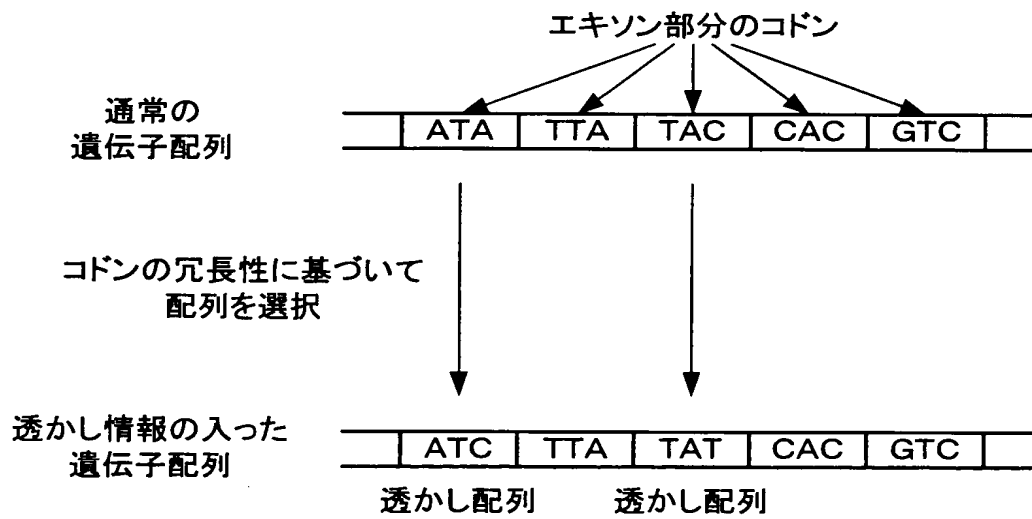 エキソン部分のコドン
通常の
遺伝子配列
ATA TTA TAC CAC GTC
コドンの冗長性に基づいて
配列を選択
透かし情報の入った
遺伝子配列
ATC TTA TAT CAC GTC
透かし配列 透かし配列